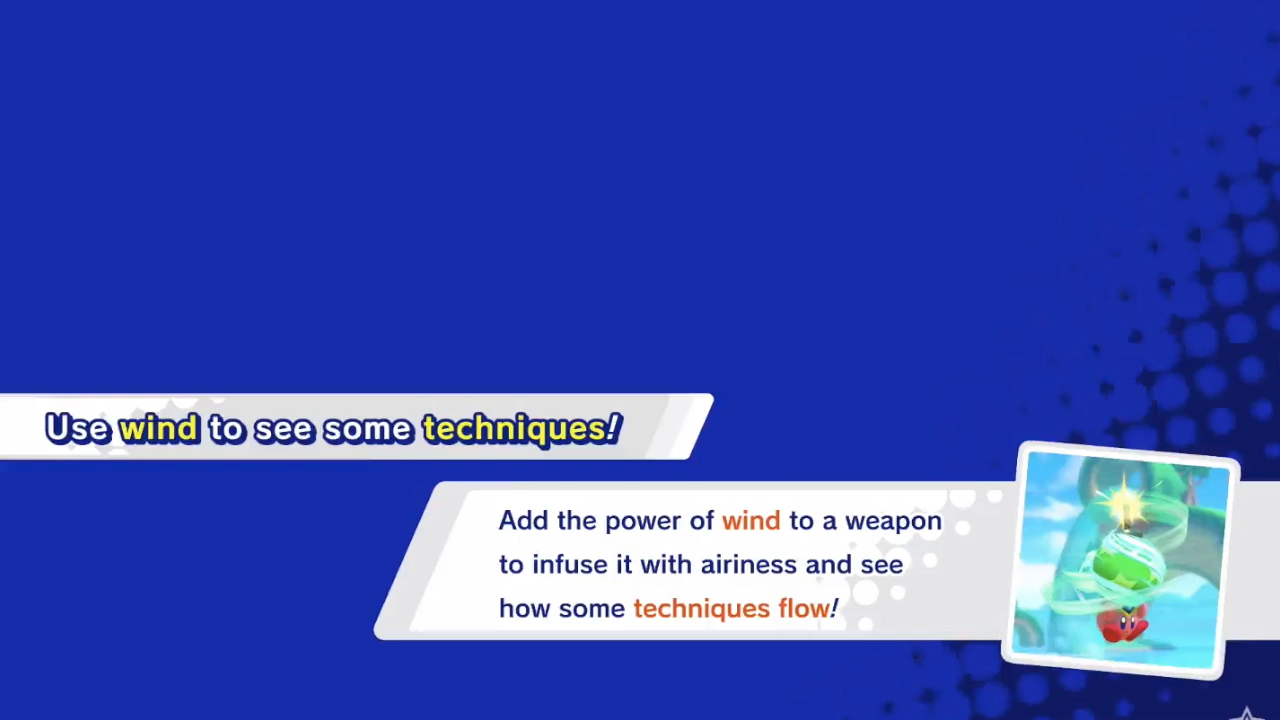 Use wind to see some techniques!
Add the power of wind to a weapon
to infuse it with airiness and see
how some techniques flow!